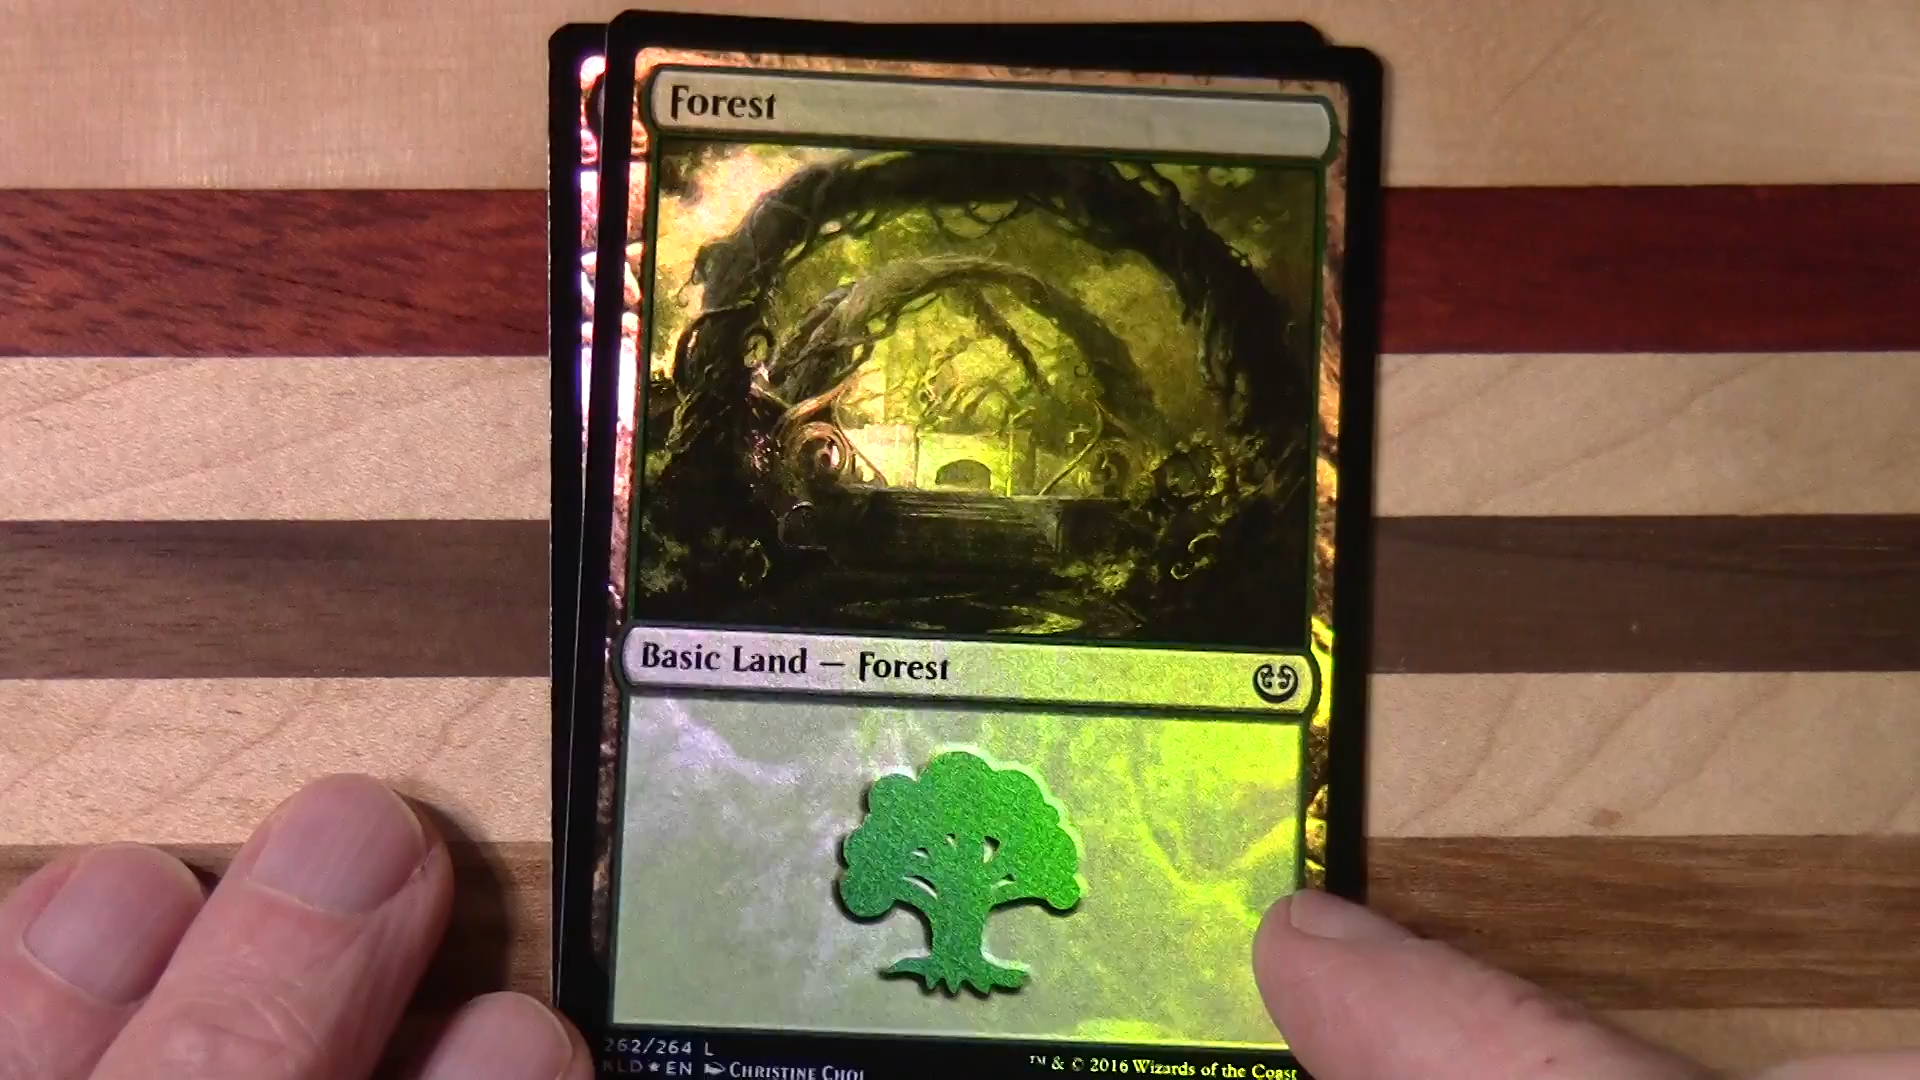 Forest
Basic Land — Forest
262/264 L
KLD★EN Christine Choi
™ & © 2016 Wizards of the Coast